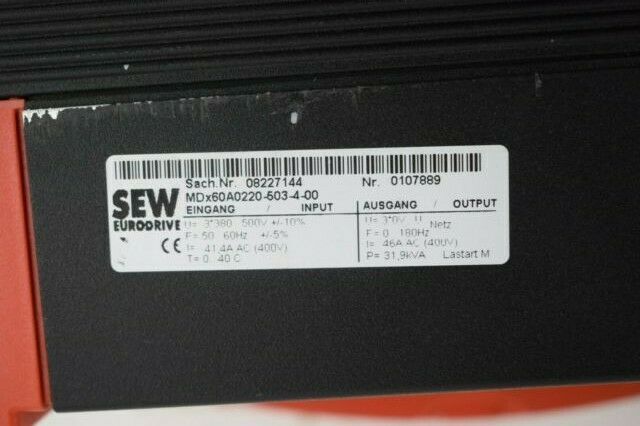 Sach.Nr. 08227144 Nr. 0107889
SEW
EURODRIVE
CE
MDx60A0220-503-4-00
EINGANG / INPUT
U= 3*380...500V +/-10%
F= 50...60Hz +/-5%
I= 41,4A AC (400V)
T= 0...40 C
AUSGANG / OUTPUT
U= 3*0V...U Netz
F= 0...180Hz
I= 46A AC (400V)
P= 31,9kVA Lastart M